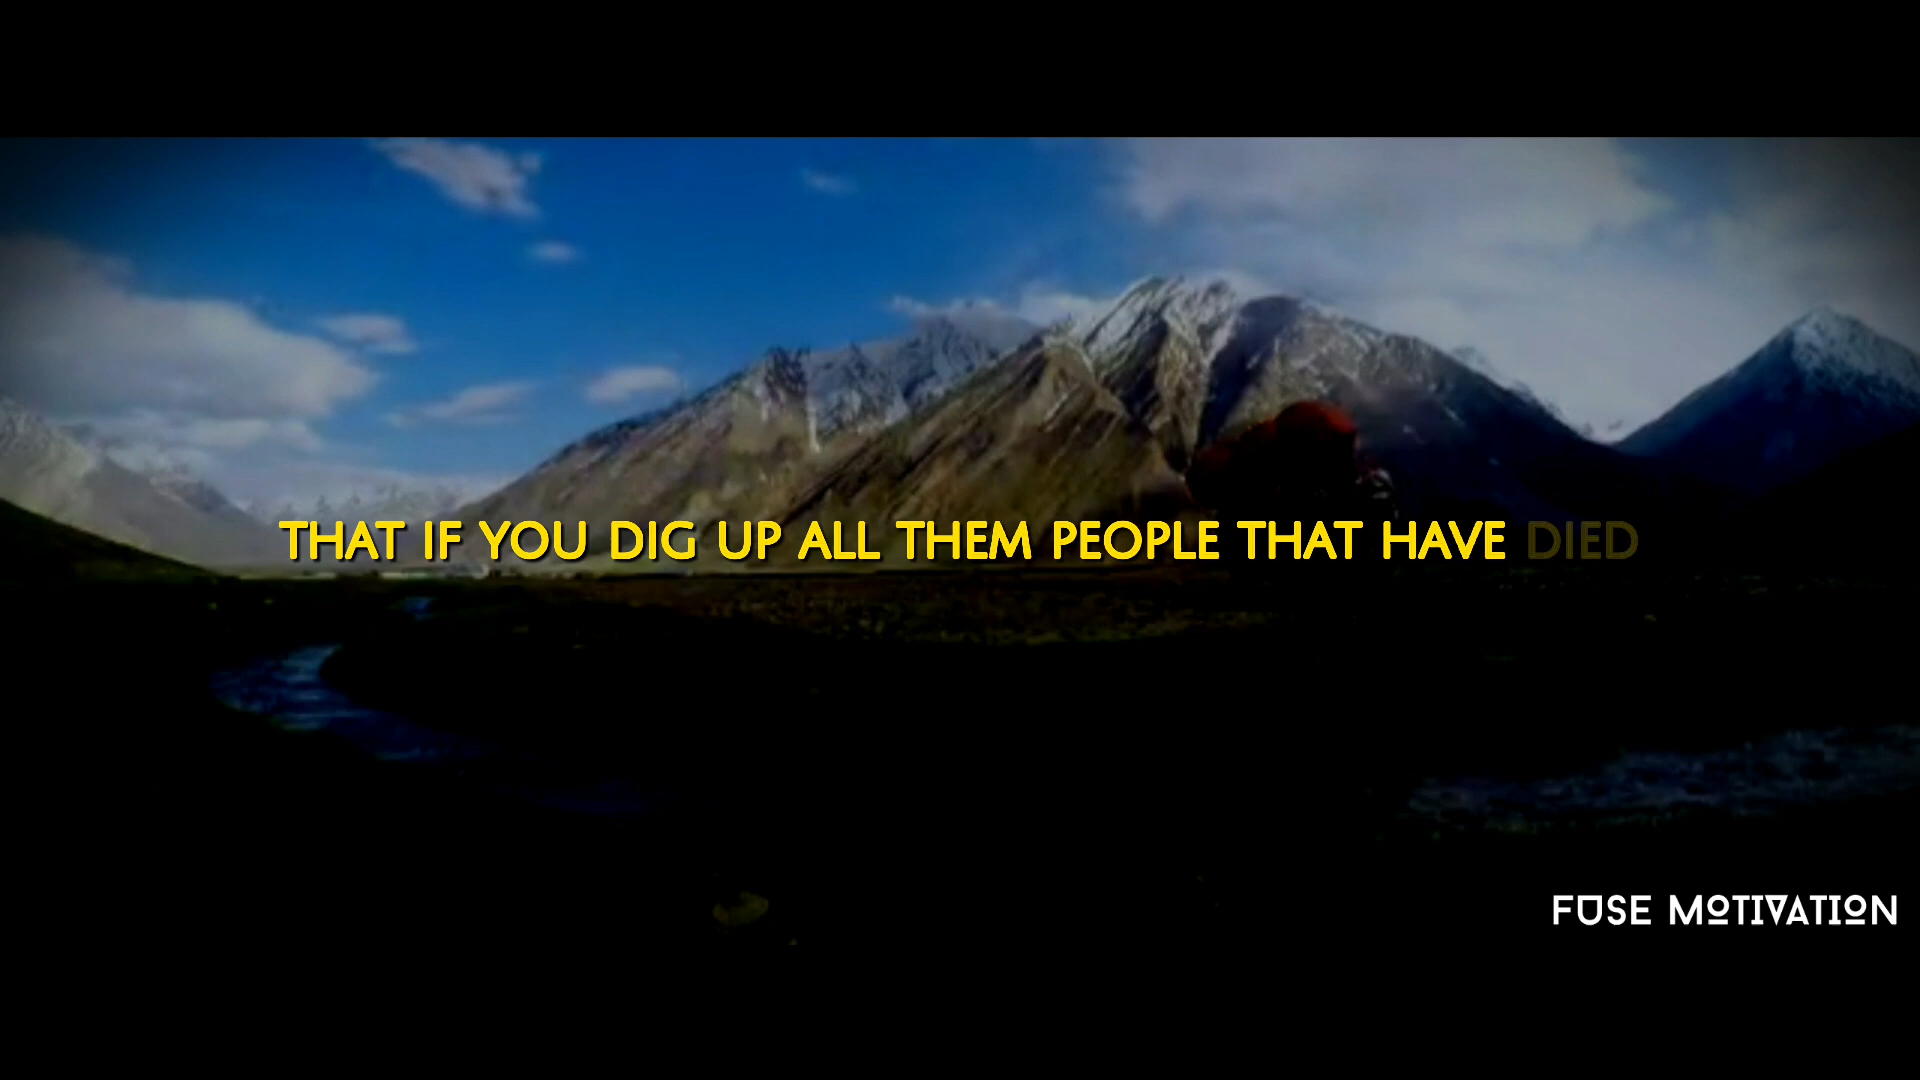 THAT IF YOU DIG UP ALL THEM PEOPLE THAT HAVE DIED
FUSE MOTIVATION